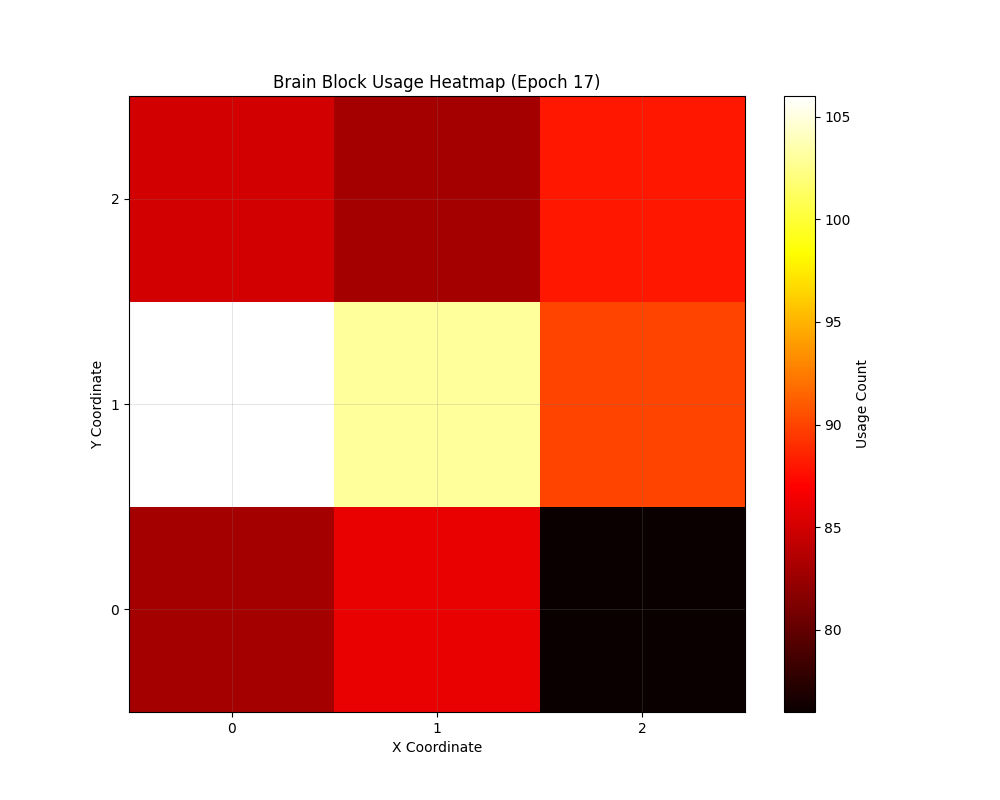 Brain Block Usage Heatmap (Epoch 17)
2
1
0
Y Coordinate
0 1 2
X Coordinate
105
100
95
90
85
80
Usage Count